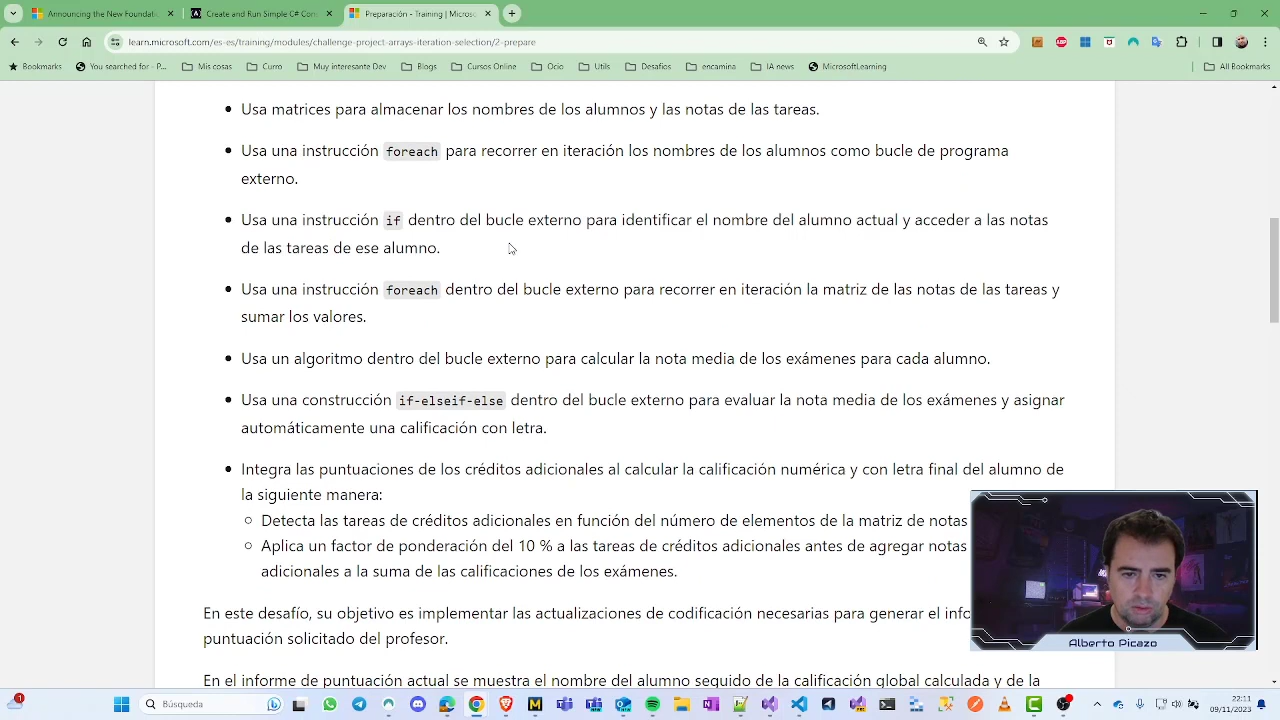 Announcing the New Foundatio
Create and Run Simple C# Con
Preparación - Training | Microso
learn.microsoft.com/es-es/training/modules/challenge-project-arrays-iteration-selection/2-prepare
Bookmarks
You searched for - P...
Mis cosas
Curro
Muy interesante Dev
Blogs
Cursos Online
Ocio
Utils
Desafios
encamina
IA news
MicrosoftLearning
All Bookmarks
Usa matrices para almacenar los nombres de los alumnos y las notas de las tareas.
Usa una instrucción foreach para recorrer en iteración los nombres de los alumnos como bucle de programa
externo.
Usa una instrucción if dentro del bucle externo para identificar el nombre del alumno actual y acceder a las notas
de las tareas de ese alumno.
Usa una instrucción foreach dentro del bucle externo para recorrer en iteración la matriz de las notas de las tareas y
sumar los valores.
Usa un algoritmo dentro del bucle externo para calcular la nota media de los exámenes para cada alumno.
Usa una construcción if-elseif-else dentro del bucle externo para evaluar la nota media de los exámenes y asignar
automáticamente una calificación con letra.
Integra las puntuaciones de los créditos adicionales al calcular la calificación numérica y con letra final del alumno de
la siguiente manera:
Detecta las tareas de créditos adicionales en función del número de elementos de la matriz de notas
Aplica un factor de ponderación del 10 % a las tareas de créditos adicionales antes de agregar notas
adicionales a la suma de las calificaciones de los exámenes.
En este desafío, su objetivo es implementar las actualizaciones de codificación necesarias para generar el info
puntuación solicitado del profesor.
En el informe de puntuación actual se muestra el nombre del alumno seguido de la calificación global calculada y de la
Alberto Picazo
1
Búsqueda
22:11
09/11/2023